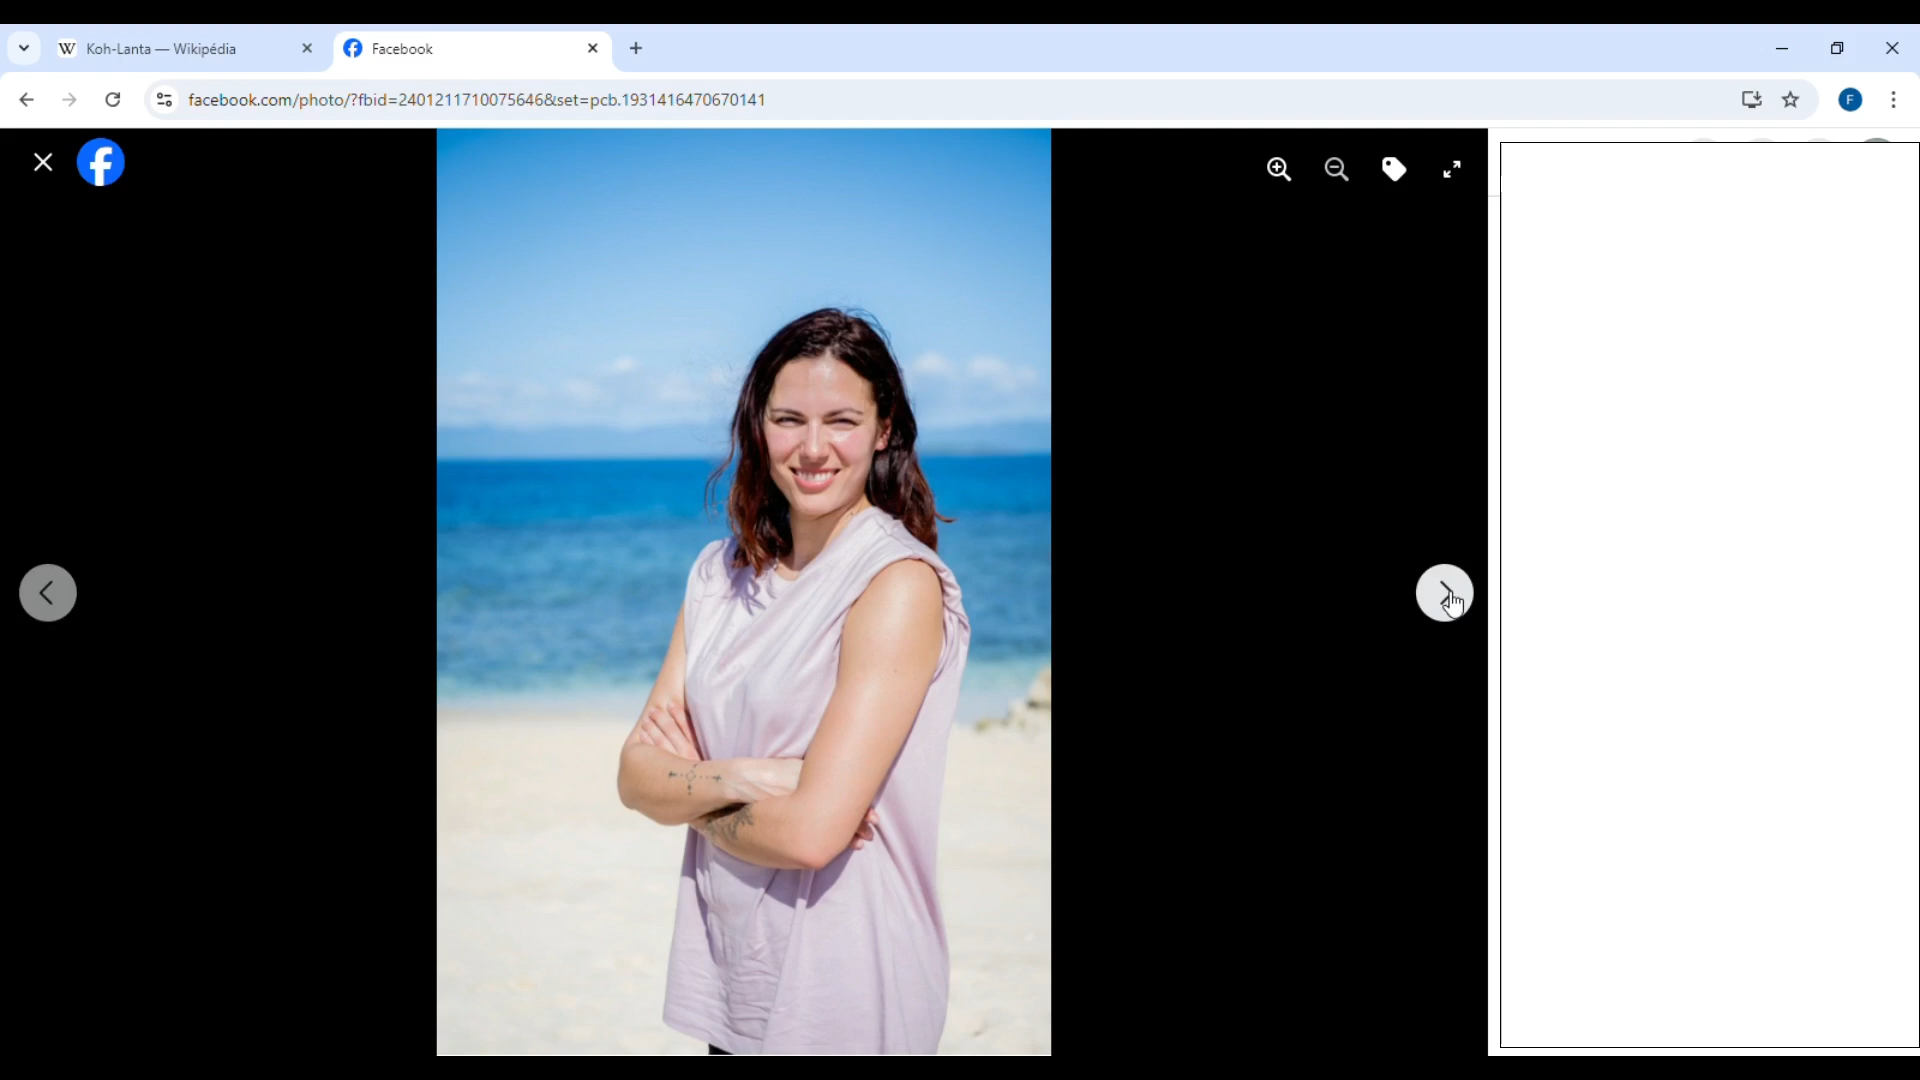 Koh-Lanta — Wikipédia
Facebook
facebook.com/photo/?fbid=2401211710075646&set=pcb.1931416470670141
F